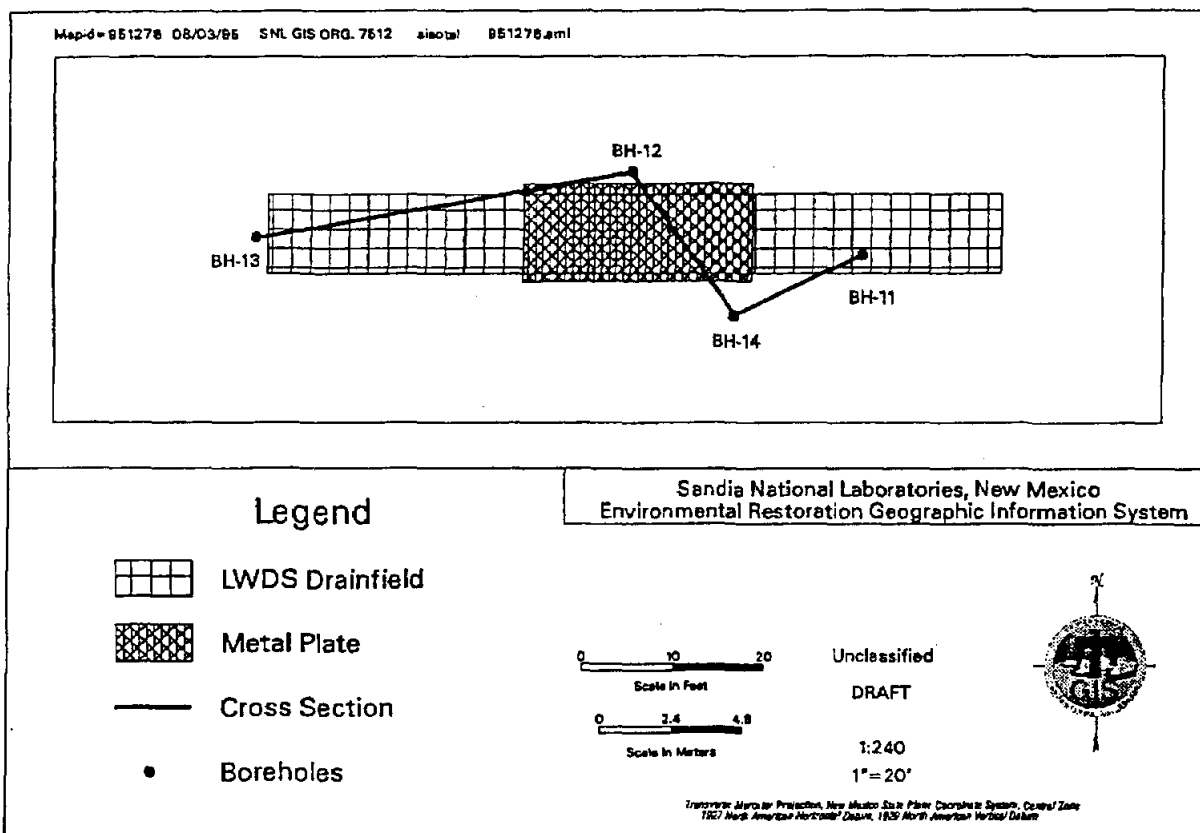 Mapid=951276 08/03/95 SNL GIS ORG. 7512 951276.aml
BH-12
BH-13
BH-11
BH-14
Legend
LWDS Drainfield
Metal Plate
Cross Section
Boreholes
Sandia National Laboratories, New Mexico
Environmental Restoration Geographic Information System
0 10 20
Scale in Feet
0 2.4 4.8
Scale in Meters
Unclassified
DRAFT
1:240
1"=20'
N
GIS
Transverse Mercator Projection, New Mexico State Plane Coordinate System, Central Zone
1927 North American Horizontal Datum, 1929 North American Vertical Datum